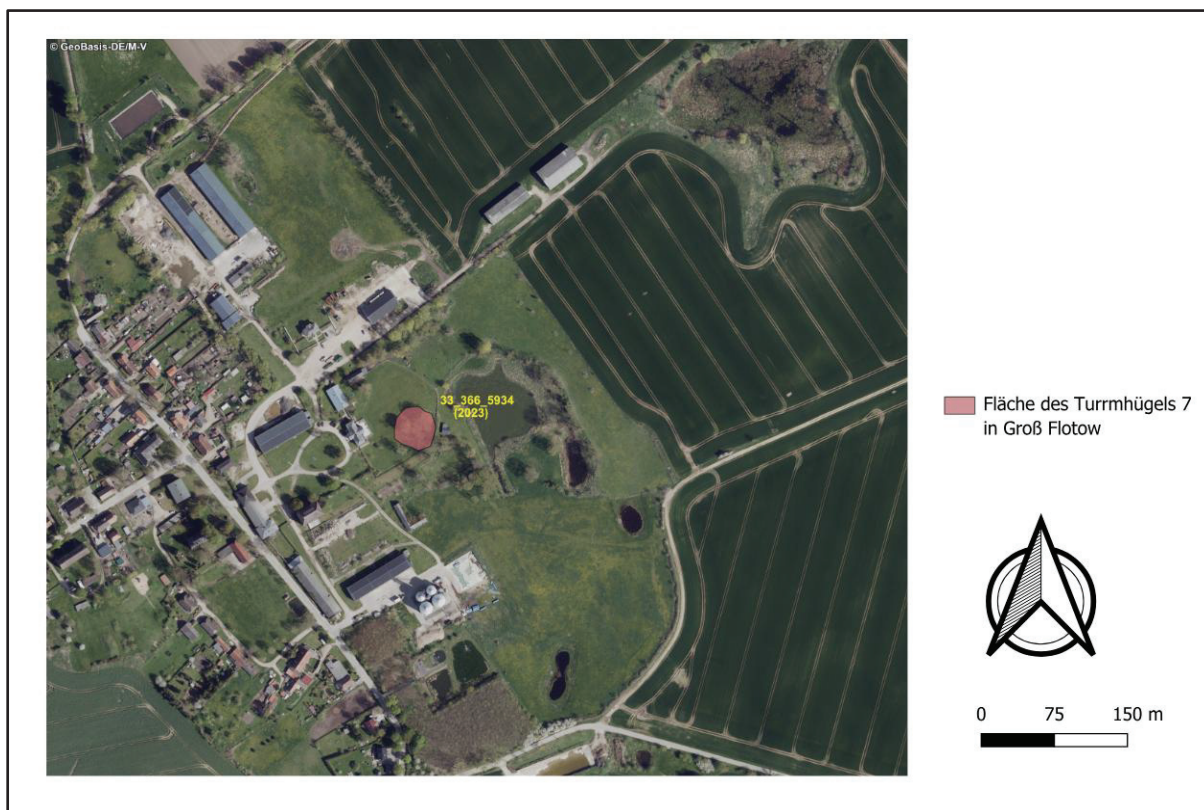 © GeoBasis-DE/M-V
33_366_5934
(2023)
Fläche des Turrmhügels 7
in Groß Flotow
0 75 150 m